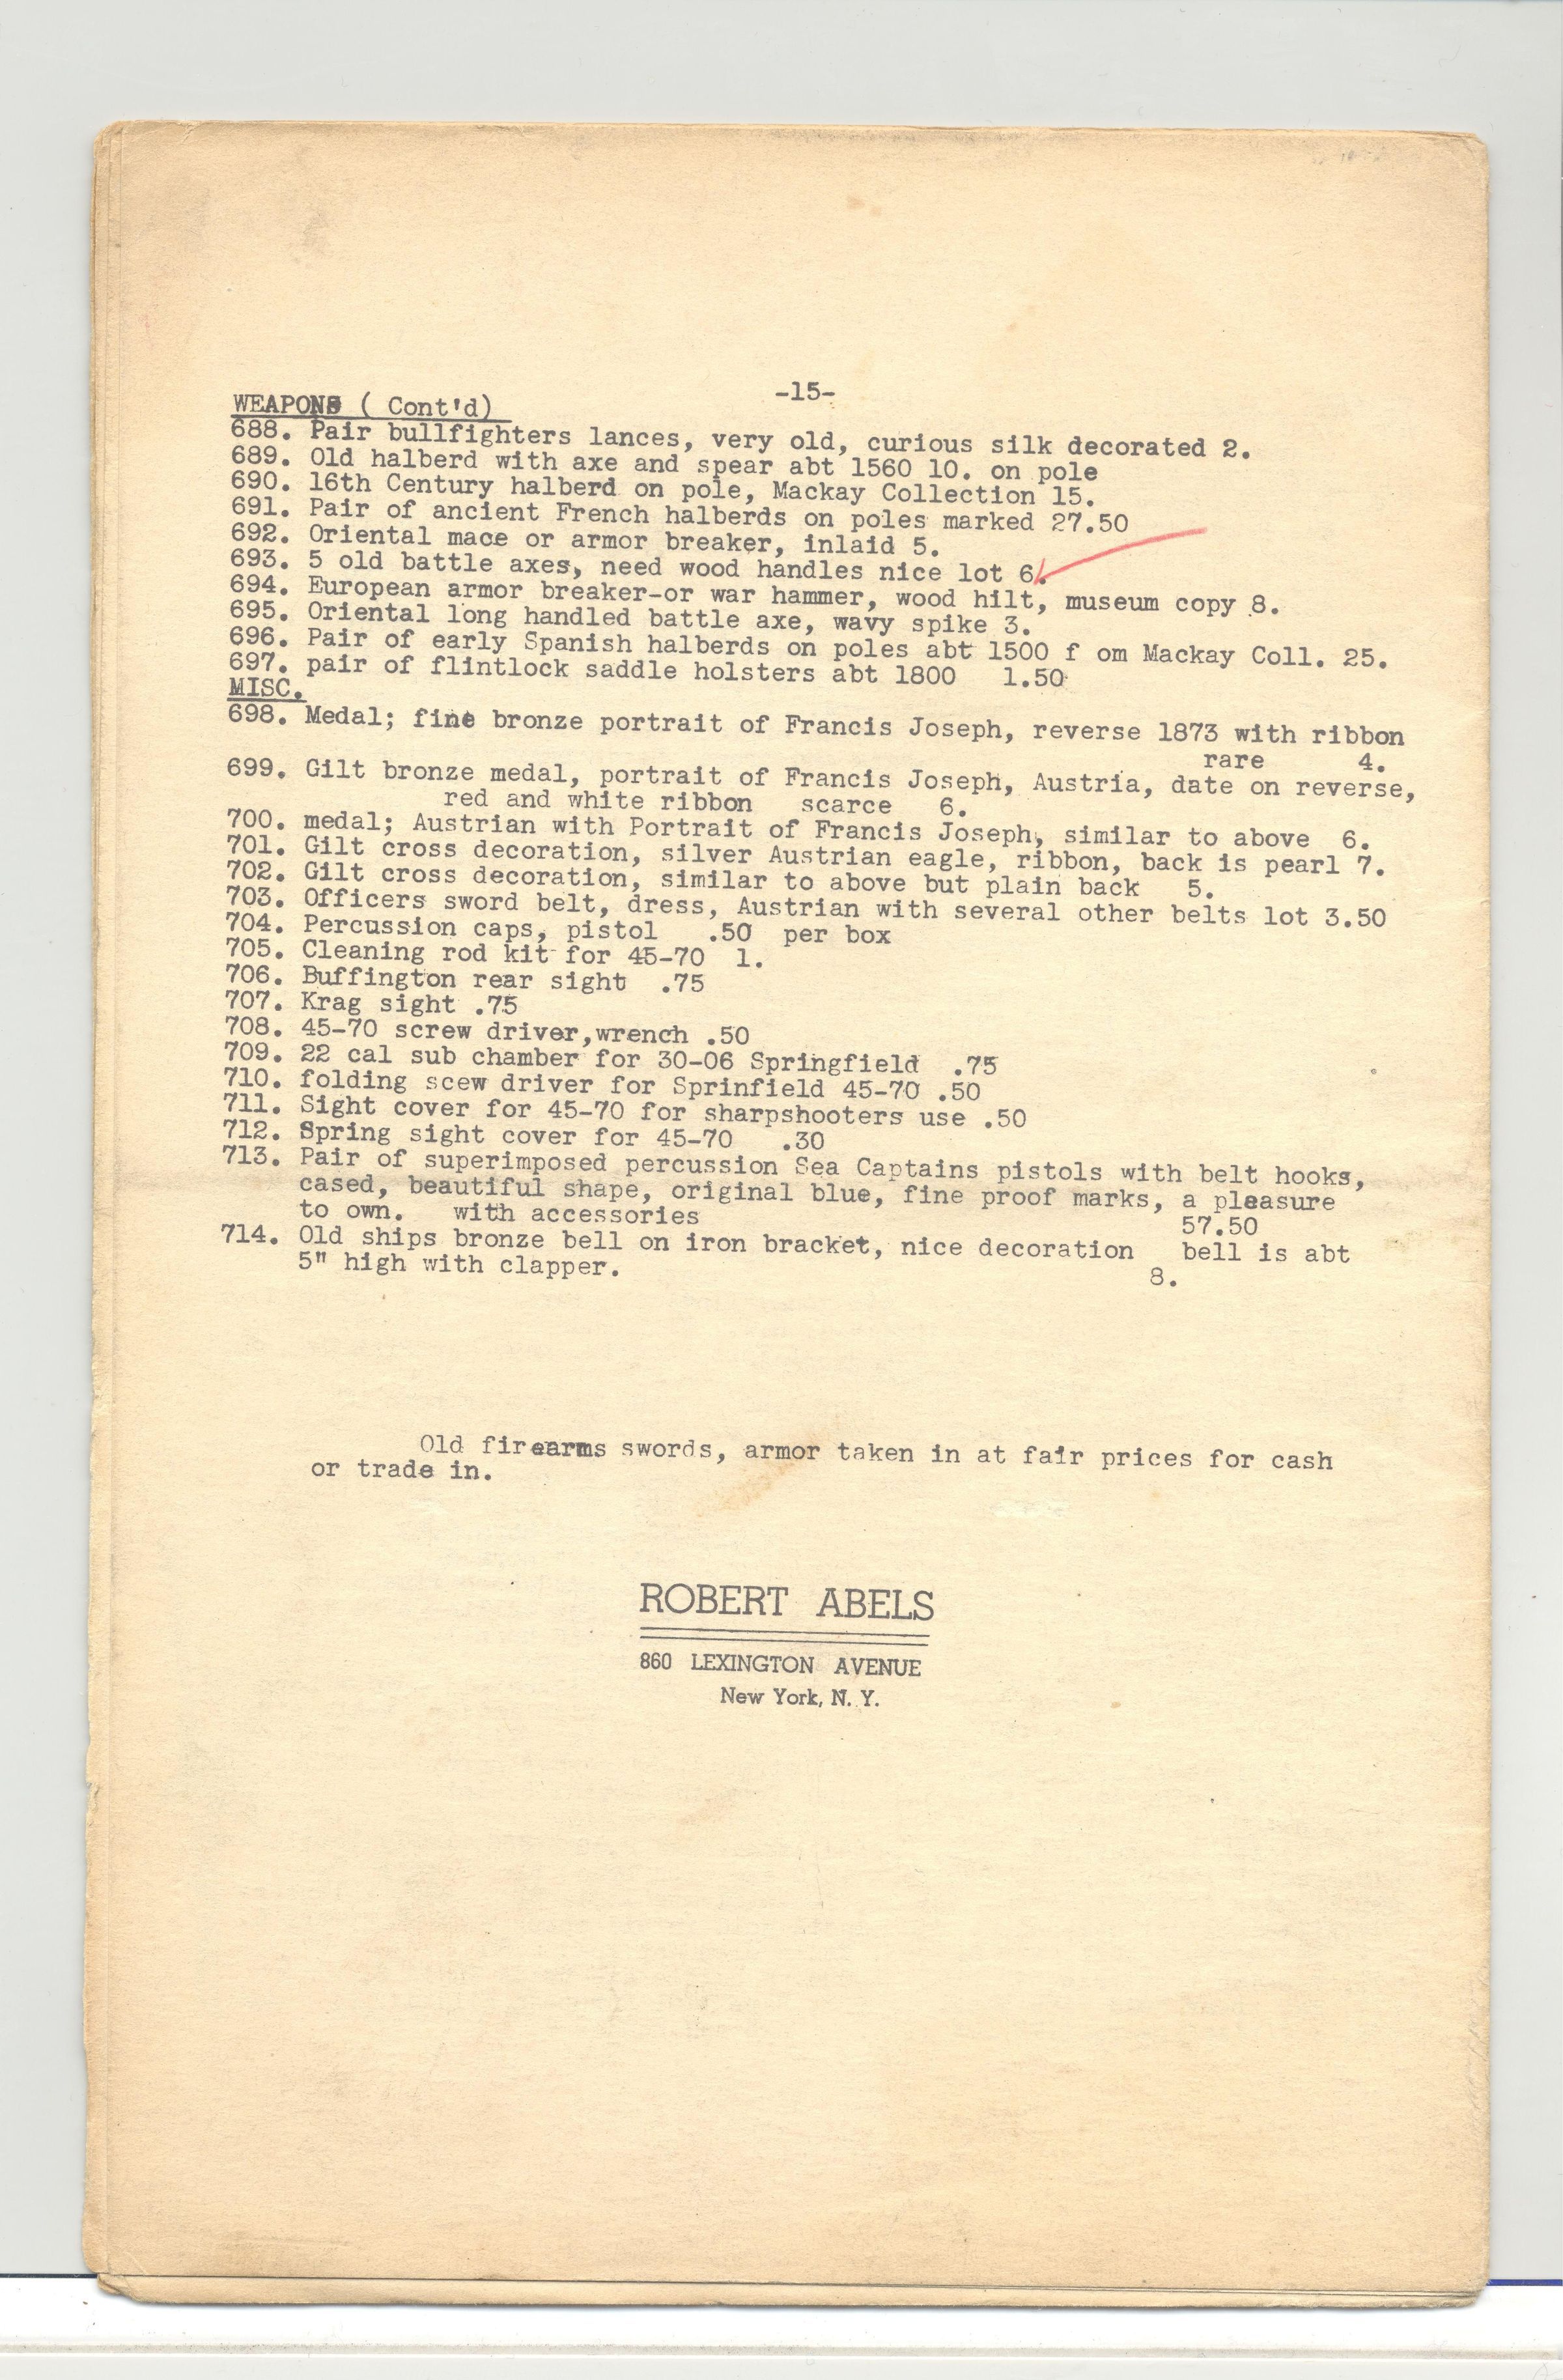 -15-
WEAPONS ( Cont'd)
688. Pair bullfighters lances, very old, curious silk decorated 2.
689. Old halberd with axe and spear abt 1560 10. on pole
690. 16th Century halberd on pole, Mackay Collection 15.
691. Pair of ancient French halberds on poles marked 27.50
692. Oriental mace or armor breaker, inlaid 5.
693. 5 old battle axes, need wood handles nice lot 6.
694. European armor breaker-or war hammer, wood hilt, museum copy 8.
695. Oriental long handled battle axe, wavy spike 3.
696. Pair of early Spanish halberds on poles abt 1500 f om Mackay Coll. 25.
697. pair of flintlock saddle holsters abt 1800 1.50
MISC.
698. Medal; fine bronze portrait of Francis Joseph, reverse 1873 with ribbon
rare 4.
699. Gilt bronze medal, portrait of Francis Joseph, Austria, date on reverse,
red and white ribbon scarce 6.
700. medal; Austrian with Portrait of Francis Joseph, similar to above 6.
701. Gilt cross decoration, silver Austrian eagle, ribbon, back is pearl 7.
702. Gilt cross decoration, similar to above but plain back 5.
703. Officers sword belt, dress, Austrian with several other belts lot 3.50
704. Percussion caps, pistol .50 per box
705. Cleaning rod kit for 45-70 1.
706. Buffington rear sight .75
707. Krag sight .75
708. 45-70 screw driver,wrench .50
709. 22 cal sub chamber for 30-06 Springfield .75
710. folding scew driver for Sprinfield 45-70 .50
711. Sight cover for 45-70 for sharpshooters use .50
712. Spring sight cover for 45-70 .30
713. Pair of superimposed percussion Sea Captains pistols with belt hooks,
cased, beautiful shape, original blue, fine proof marks, a pleasure
to own. with accessories 57.50
714. Old ships bronze bell on iron bracket, nice decoration bell is abt
5" high with clapper. 8.
Old firearms swords, armor taken in at fair prices for cash
or trade in.
ROBERT ABELS
860 LEXINGTON AVENUE
New York, N. Y.